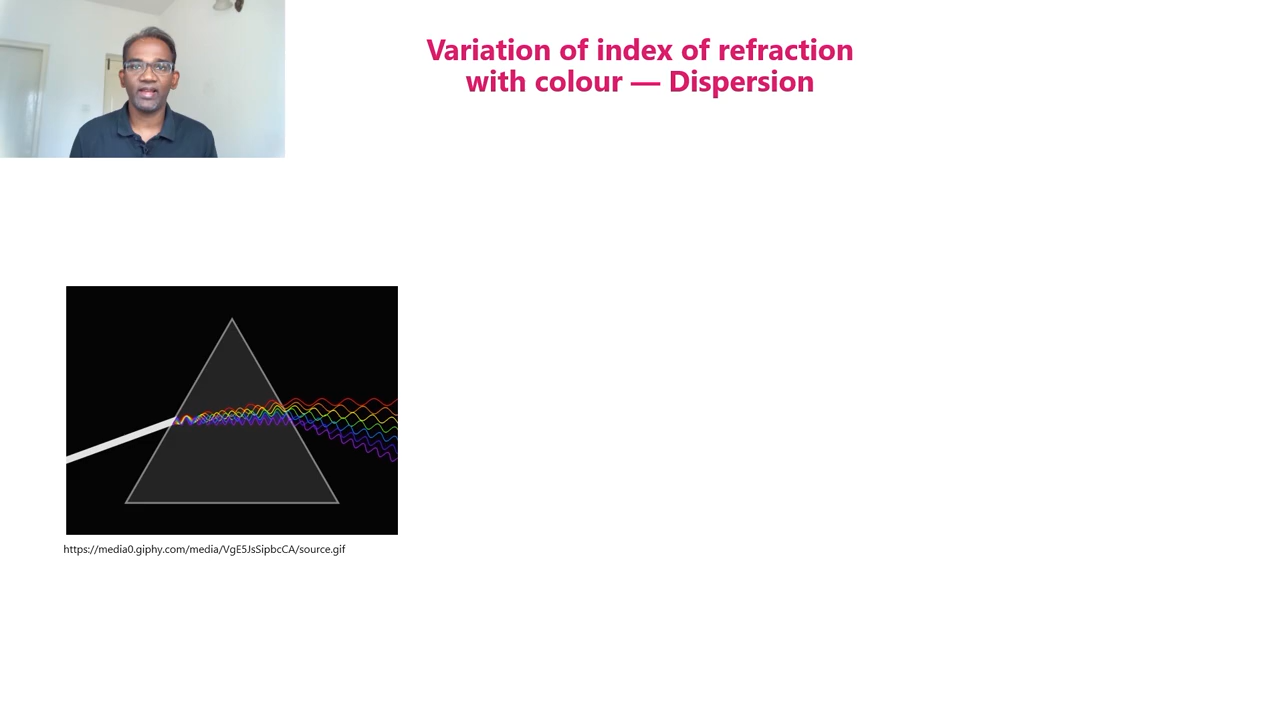 Variation of index of refraction
with colour — Dispersion
https://media0.giphy.com/media/VgE5JsSipbcCA/source.gif